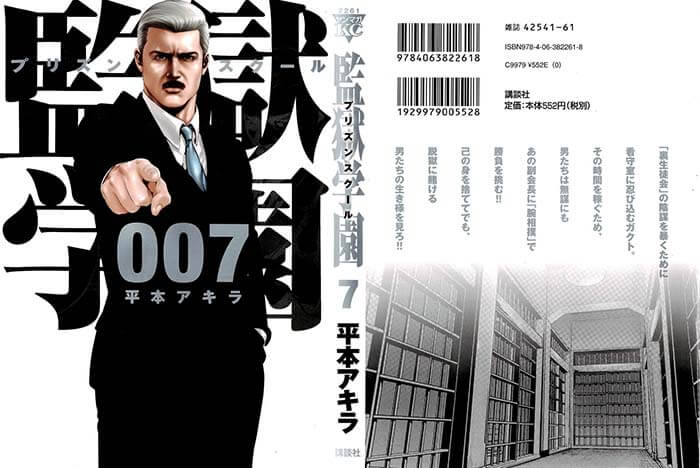 監獄
学園
プリズンスクール
007
平本アキラ
2261
ヤンマガ
KC
監獄学園
プリズンスクール
7
平本アキラ
講談社
9784063822618
1929979005528
雑誌 42541-61
ISBN978-4-06-382261-8
C9979 ¥552E (0)
講談社
定価:本体552円(税別)
「裏生徒会」の陰謀を暴くために
看守室に忍び込むガクト。
その時間を稼ぐため、
男たちは無謀にも
あの副会長に「腕相撲」で
勝負を挑む!!
己の身を捨ててでも、
脱獄に賭ける
男たちの生き様を見ろ!!